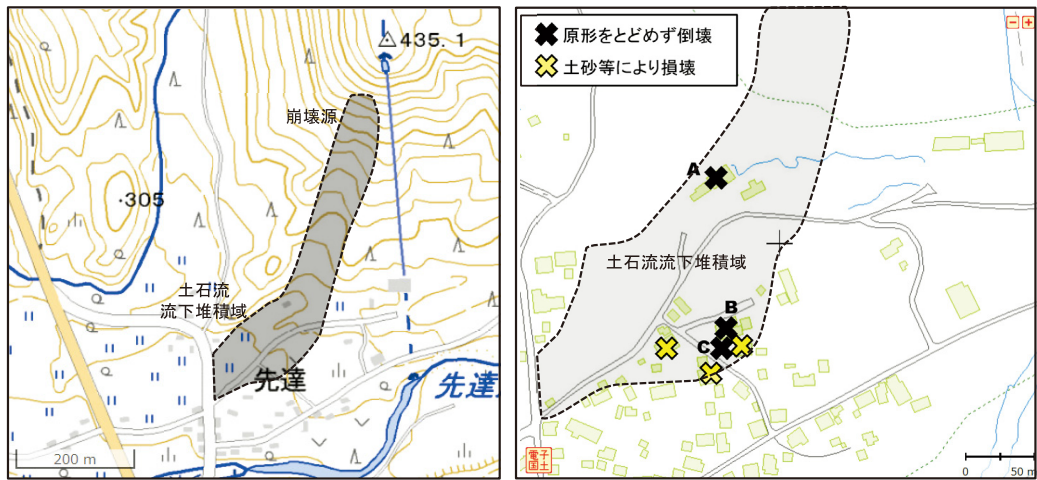 435.1
崩壊源
・305
土石流
流下堆積域
先達
先達
200 m
原形をとどめず倒壊
土砂等により損壊
A
土石流流下堆積域
B
C
電子
国土
0 50 m